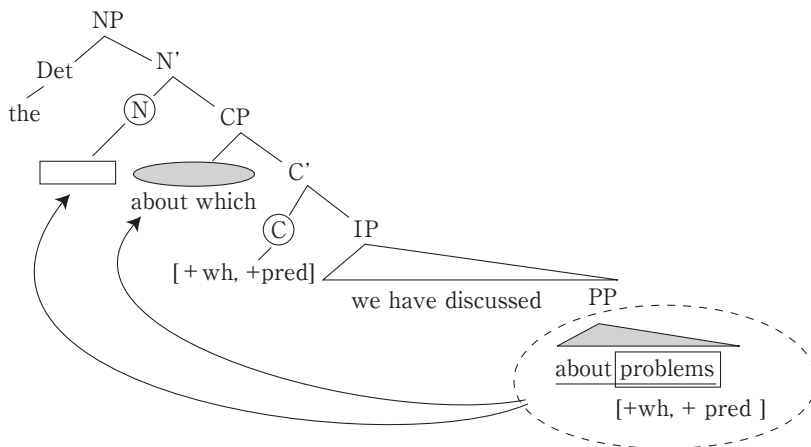 NP
Det N'
the N CP
about which C'
C IP
[+wh, +pred] we have discussed PP
about problems
[+wh, + pred ]